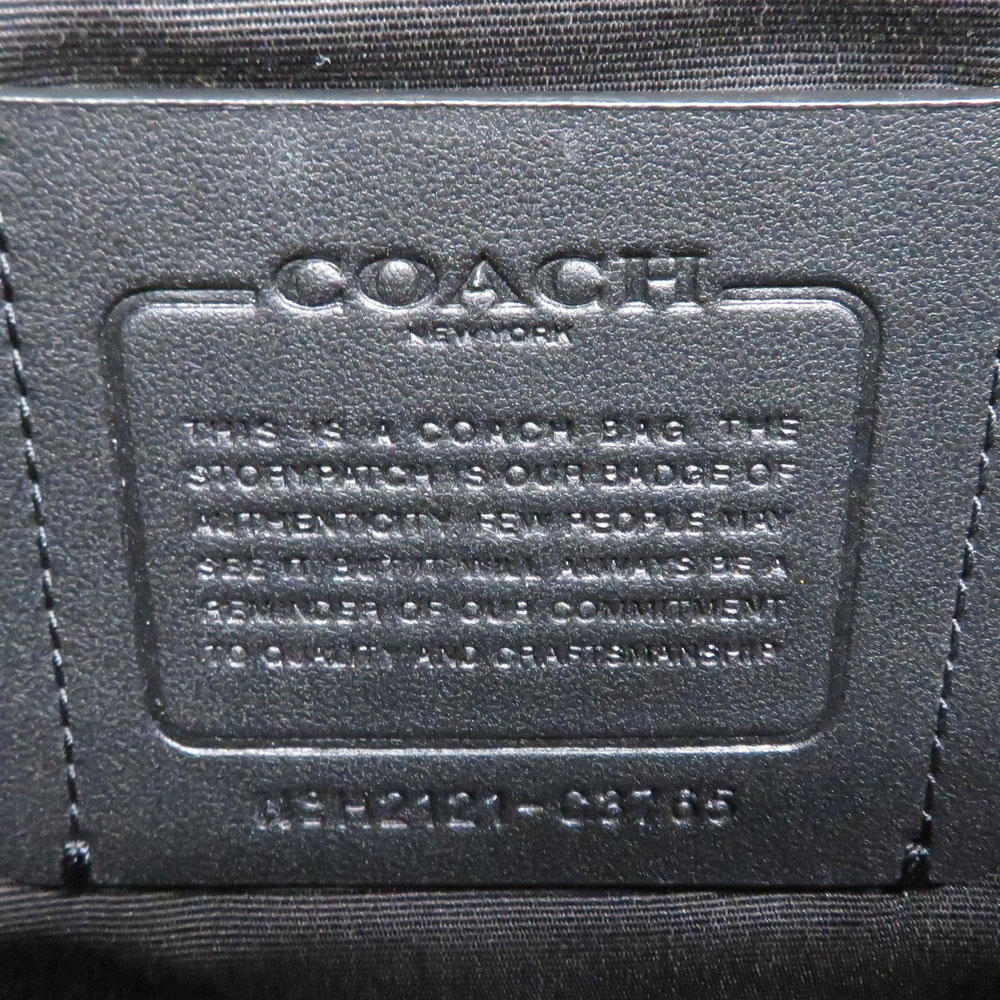 COACH
NEW YORK
THIS IS A COACH BAG. THE
STORYPATCH IS OUR BADGE OF
AUTHENTICITY. FEW PEOPLE MAY
SEE IT, BUT IT WILL ALWAYS BE A
REMINDER OF OUR COMMITMENT
TO QUALITY AND CRAFTSMANSHIP.